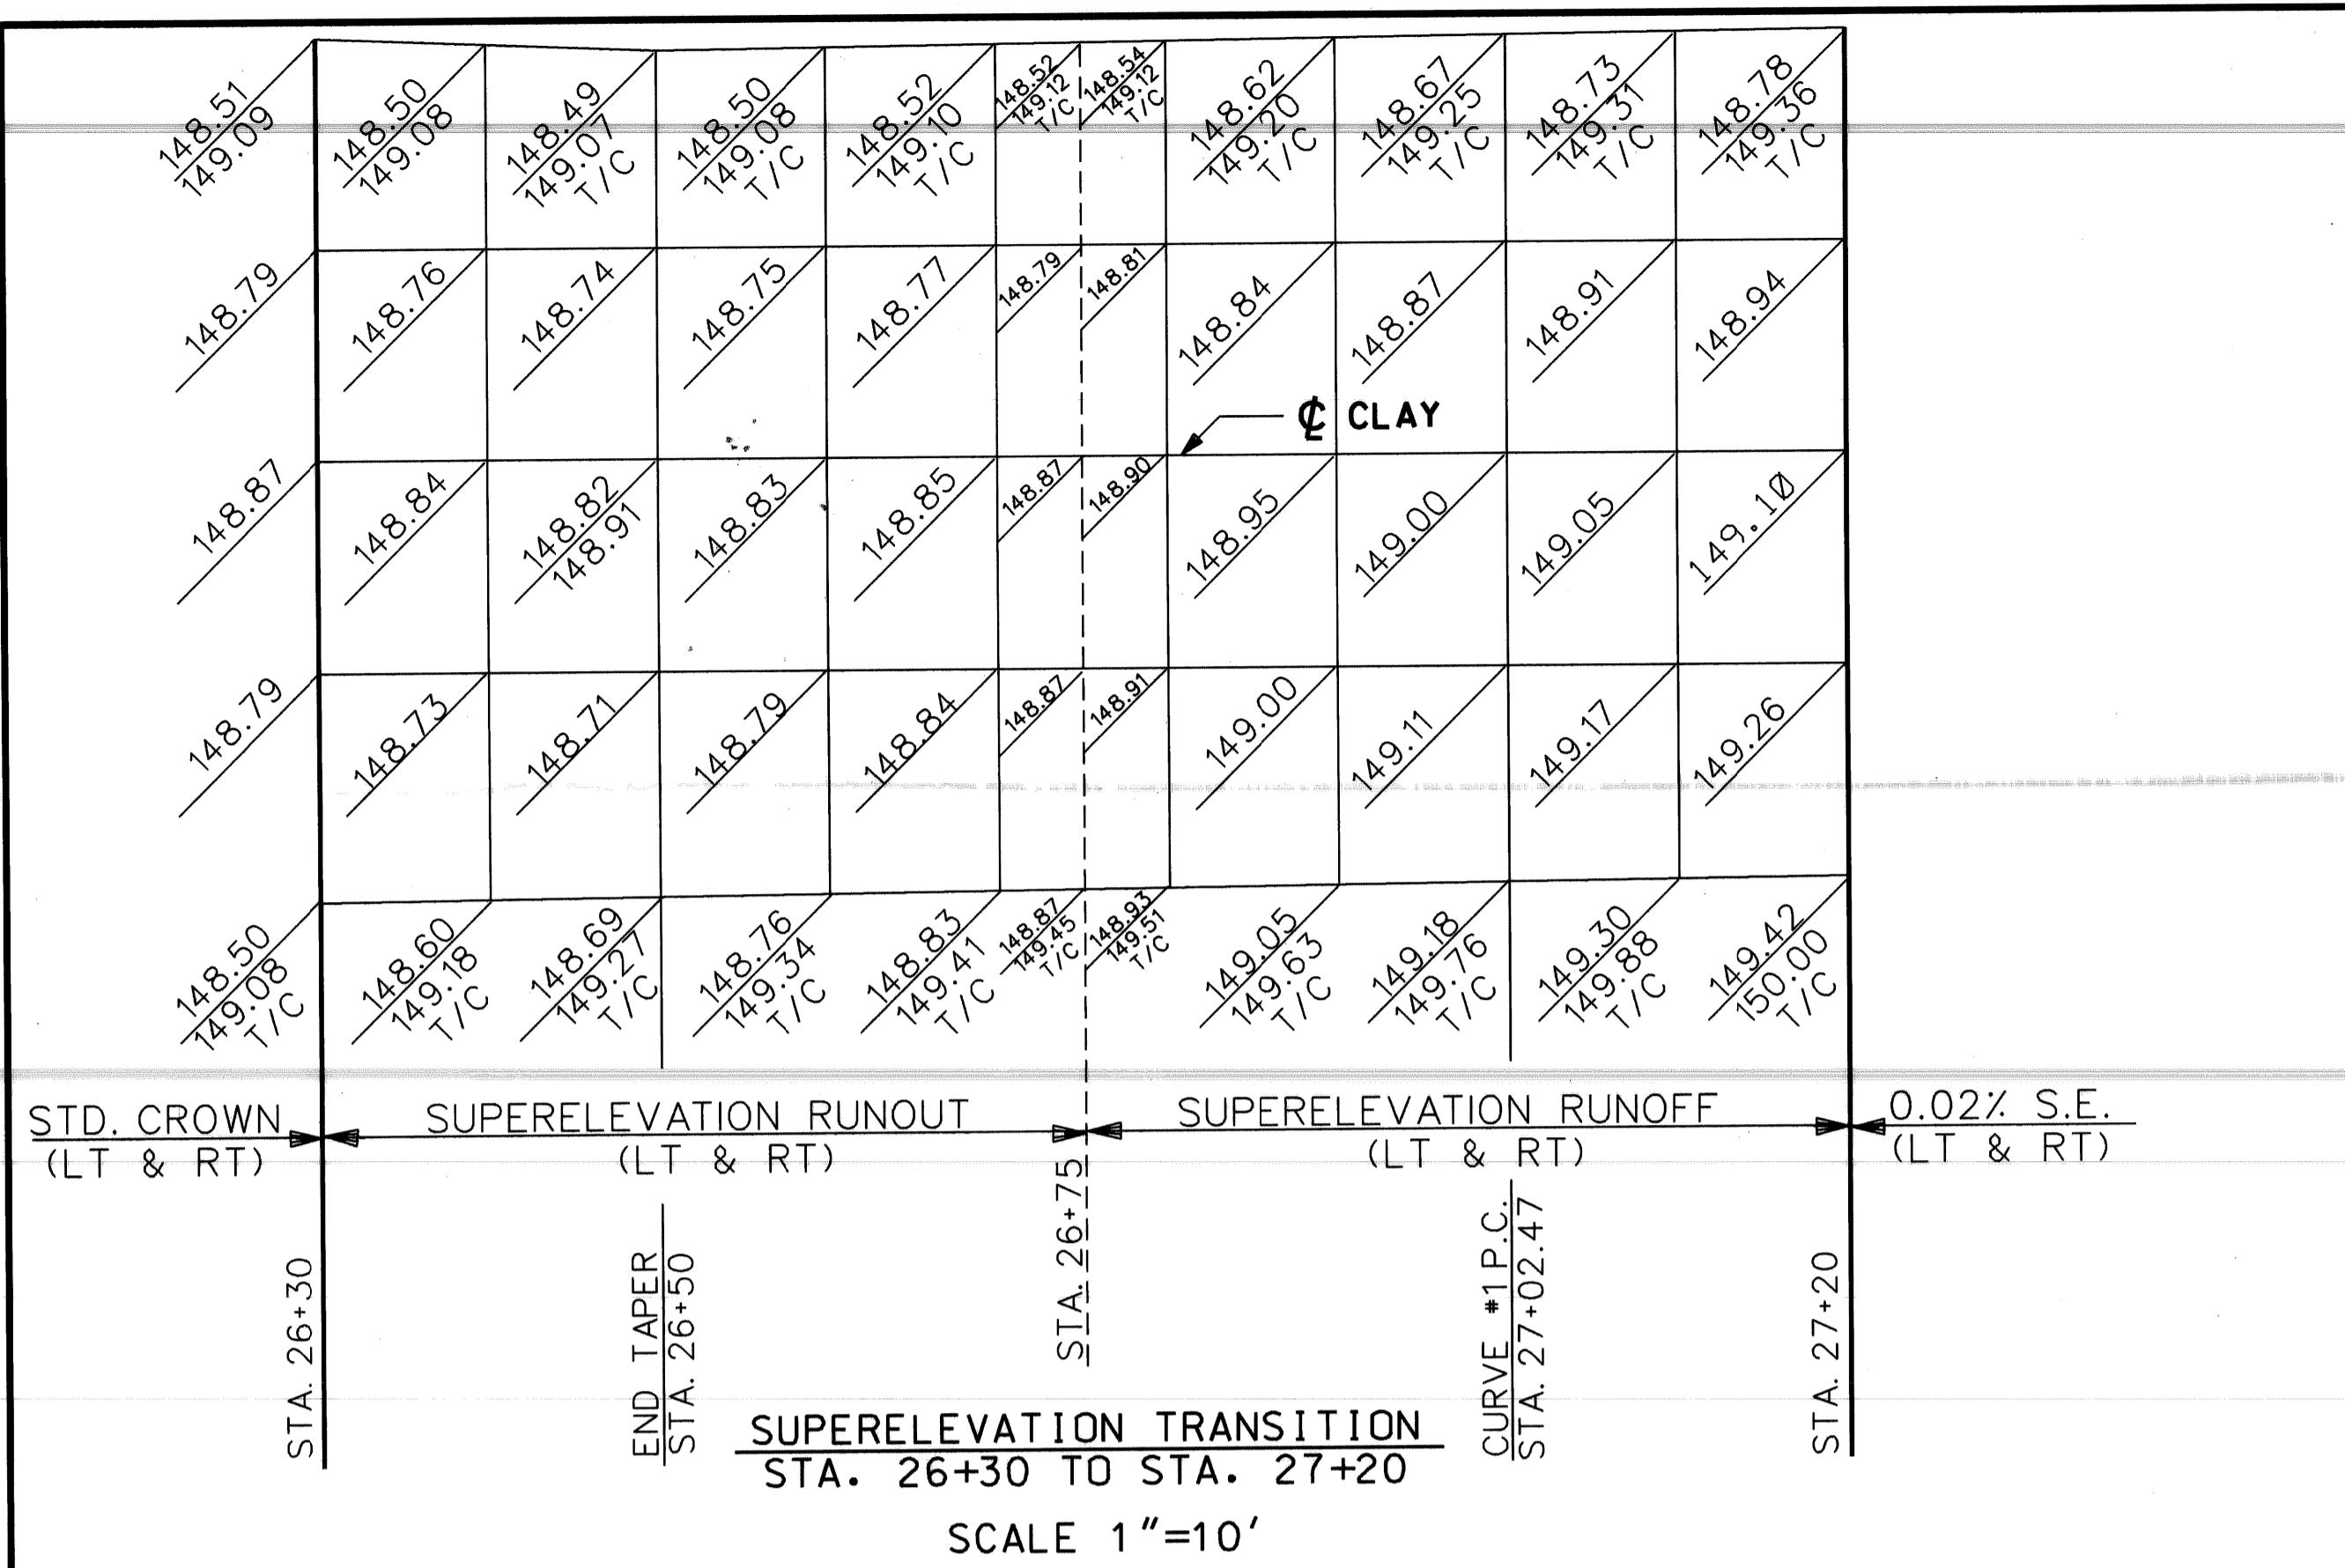 148.51 148.50 148.49 148.50 148.52 148.52 148.54 148.62 148.67 148.73 148.78
149.09 149.08 149.07 149.08 149.10 149.12 149.12 149.20 149.25 149.31 149.36
T/C T/C T/C T/C T/C T/C T/C T/C T/C
148.79 148.76 148.74 148.75 148.77 148.79 148.81 148.84 148.87 148.91 148.94
℄ CLAY
148.87 148.84 148.82 148.83 148.85 148.87 148.90 148.95 149.00 149.05 149.10
148.91
148.79 148.73 148.71 148.79 148.84 148.87 148.91 149.00 149.11 149.17 149.26
148.50 148.60 148.69 148.76 148.83 148.87 148.93 149.05 149.18 149.30 149.42
149.08 149.18 149.27 149.34 149.41 149.45 149.51 149.63 149.76 149.88 150.00
T/C T/C T/C T/C T/C T/C T/C T/C T/C T/C T/C
STD. CROWN
(LT & RT)
SUPERELEVATION RUNOUT
(LT & RT)
SUPERELEVATION RUNOFF
(LT & RT)
0.02% S.E.
(LT & RT)
STA. 26+30
END TAPER
STA. 26+50
STA. 26+75
CURVE #1 P.C.
STA. 27+02.47
STA. 27+20
SUPERELEVATION TRANSITION
STA. 26+30 TO STA. 27+20
SCALE 1"=10'